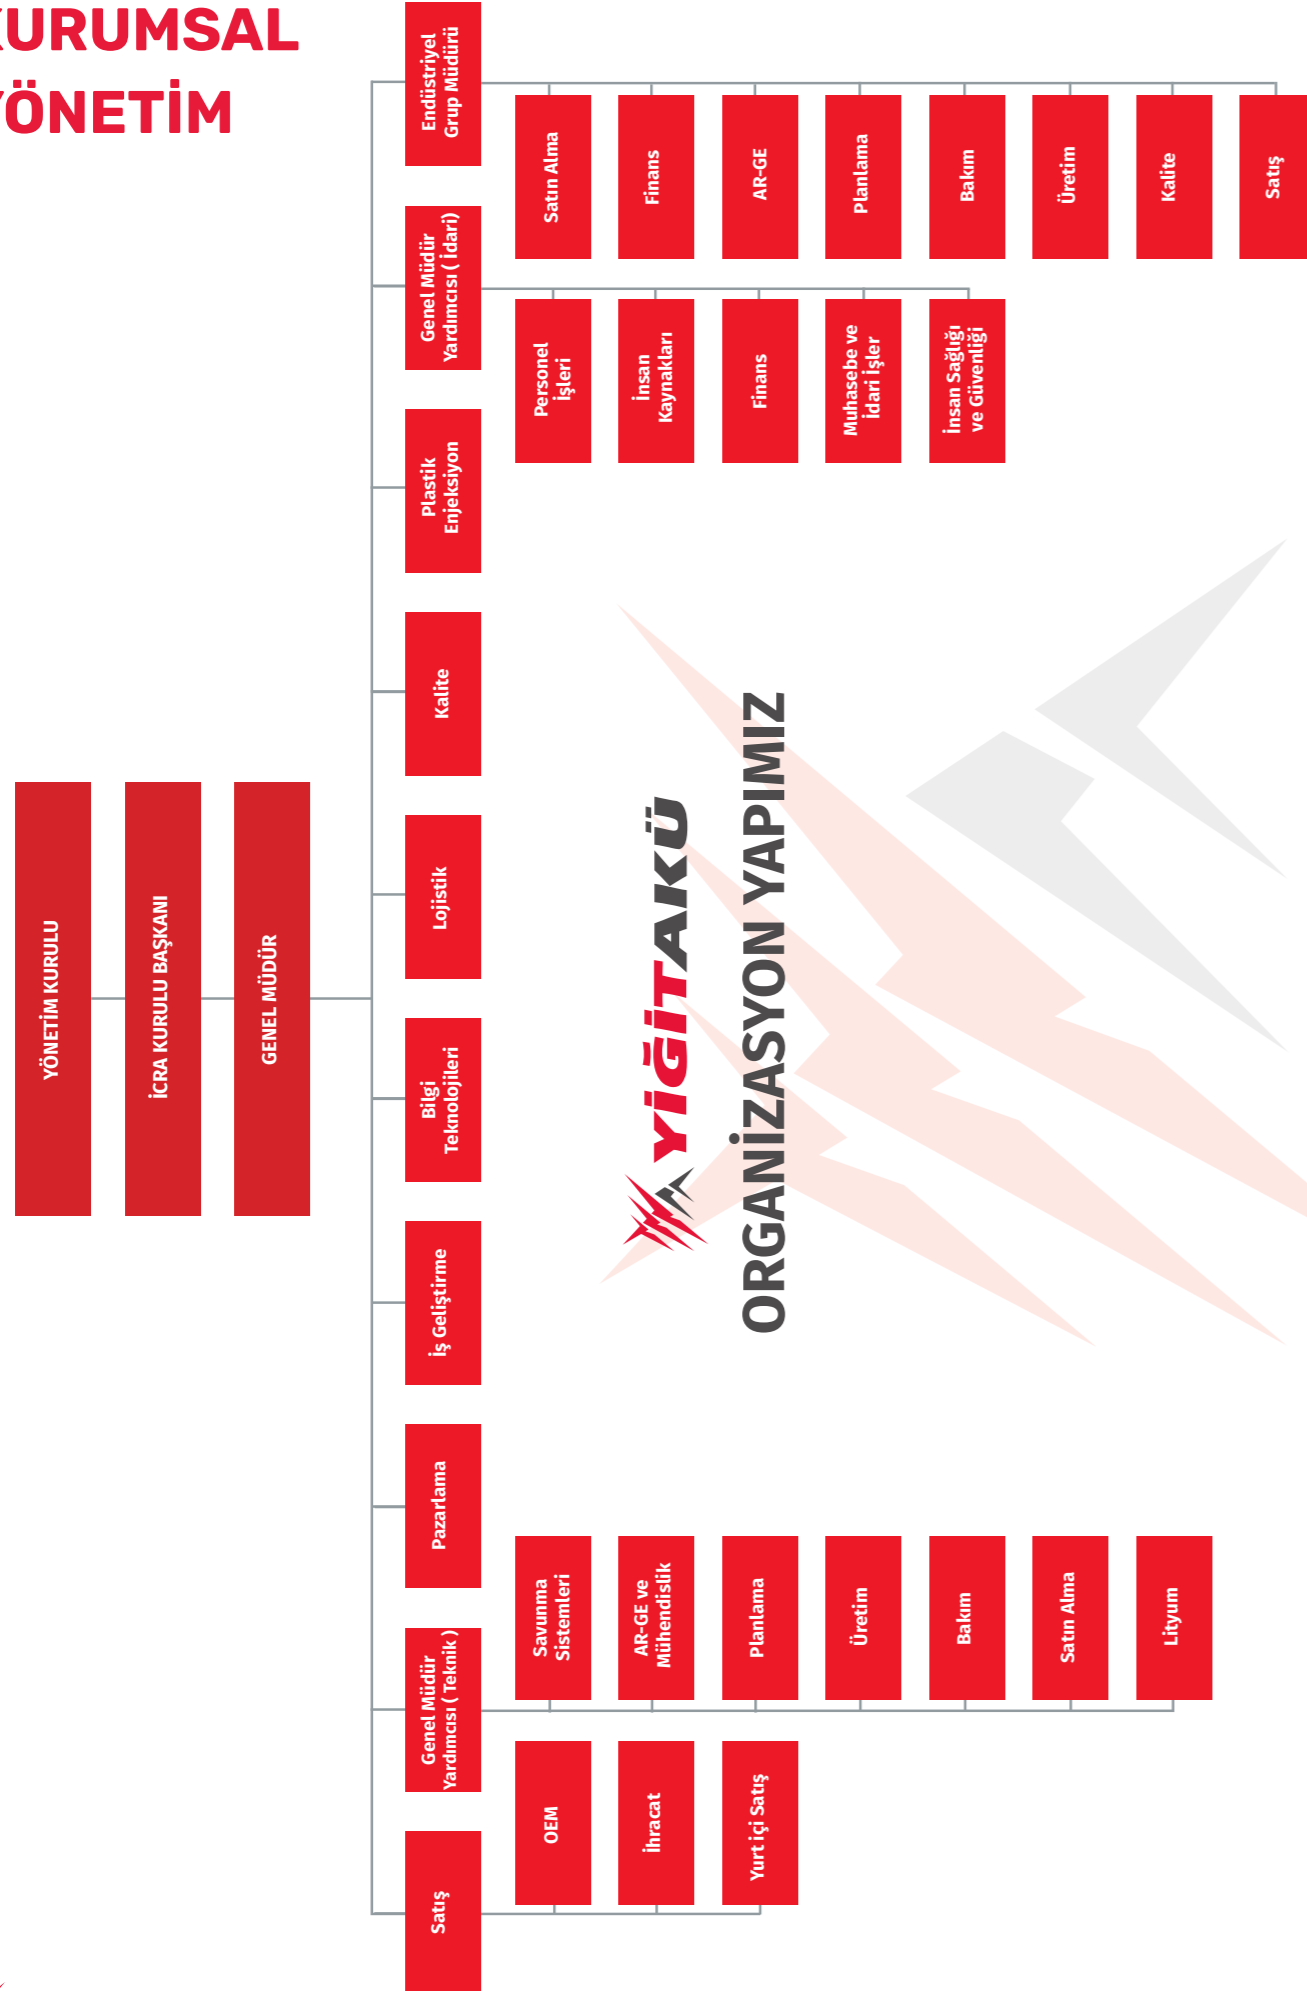 KURUMSAL
YÖNETİM
YÖNETİM KURULU
İCRA KURULU BAŞKANI
GENEL MÜDÜR
Satış
Genel Müdür
Yardımcısı ( Teknik )
Pazarlama
İş Geliştirme
Bilgi
Teknolojileri
Lojistik
Kalite
Plastik
Enjeksiyon
Genel Müdür
Yardımcısı ( İdari)
Endüstriyel
Grup Müdürü
OEM
İhracat
Yurt içi Satış
Savunma
Sistemleri
AR-GE ve
Mühendislik
Planlama
Üretim
Bakım
Satın Alma
Lityum
Personel
İşleri
İnsan
Kaynakları
Finans
Muhasebe ve
İdari İşler
İnsan Sağlığı
ve Güvenliği
Satın Alma
Finans
AR-GE
Planlama
Bakım
Üretim
Kalite
Satış
YİĞİTAKÜ
ORGANİZASYON YAPIMIZ